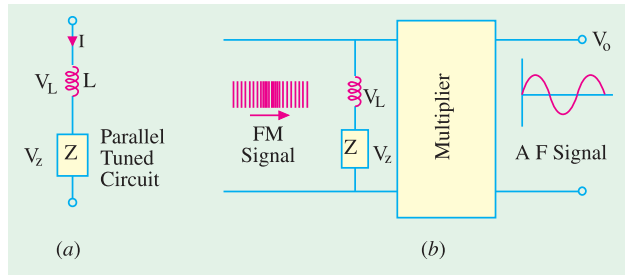 I
V_L
L
V_z
Z
Parallel
Tuned
Circuit
(a)
FM
Signal
V_L
Z
V_z
Multiplier
V_o
A F Signal
(b)